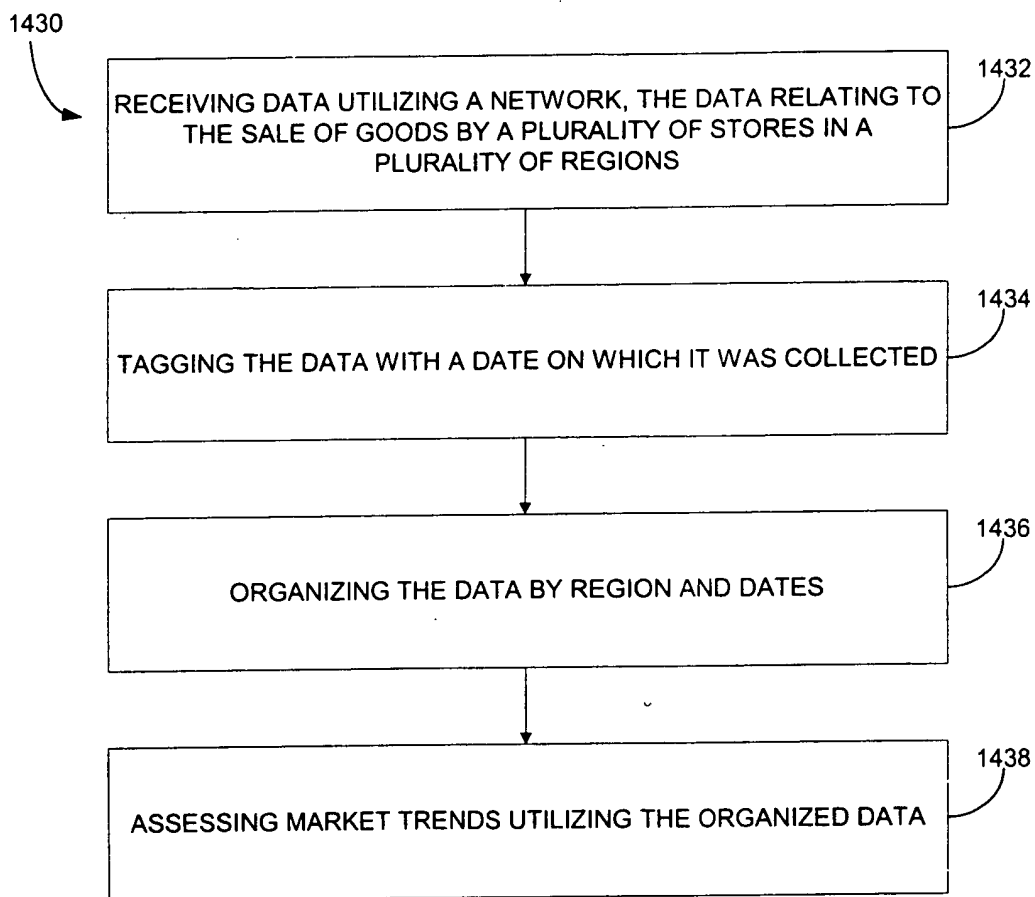 1430
1432
RECEIVING DATA UTILIZING A NETWORK, THE DATA RELATING TO
THE SALE OF GOODS BY A PLURALITY OF STORES IN A
PLURALITY OF REGIONS
1434
TAGGING THE DATA WITH A DATE ON WHICH IT WAS COLLECTED
1436
ORGANIZING THE DATA BY REGION AND DATES
1438
ASSESSING MARKET TRENDS UTILIZING THE ORGANIZED DATA